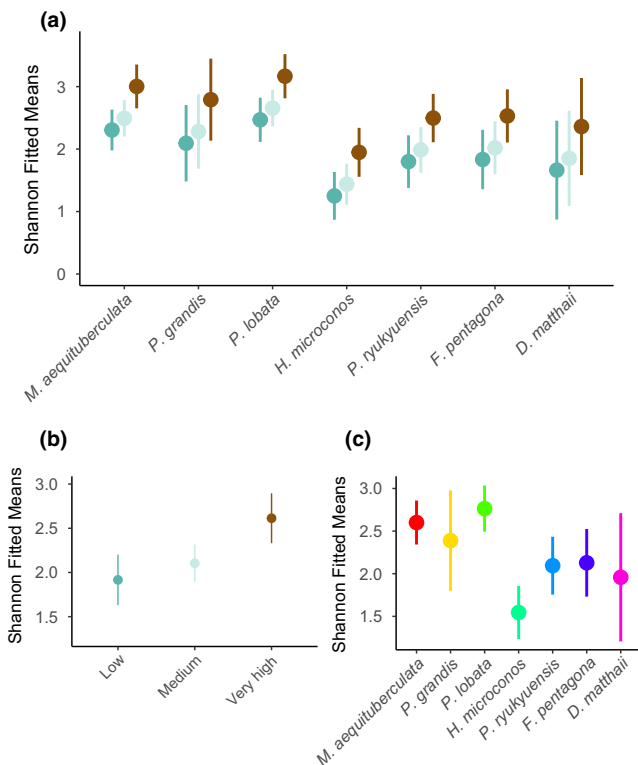 (a)
Shannon Fitted Means
3
2
1
0
M. aequituberculata
P. grandis
P. lobata
H. microconos
P. ryukyuensis
F. pentagona
D. matthaii
(b)
Shannon Fitted Means
3.0
2.5
2.0
1.5
Low
Medium
Very high
(c)
Shannon Fitted Means
3.0
2.5
2.0
1.5
M. aequituberculata
P. grandis
P. lobata
H. microconos
P. ryukyuensis
F. pentagona
D. matthaii